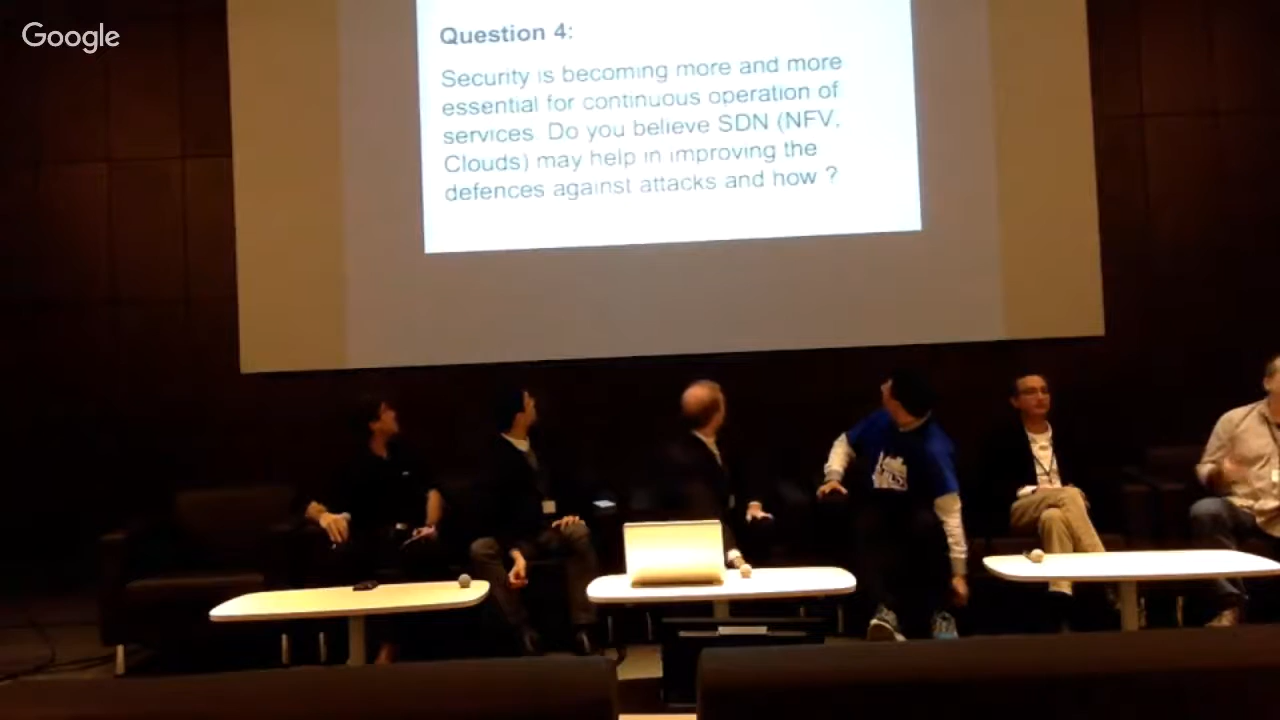 Google
Question 4:
Security is becoming more and more
essential for continuous operation of
services. Do you believe SDN (NFV,
Clouds) may help in improving the
defences against attacks and how ?